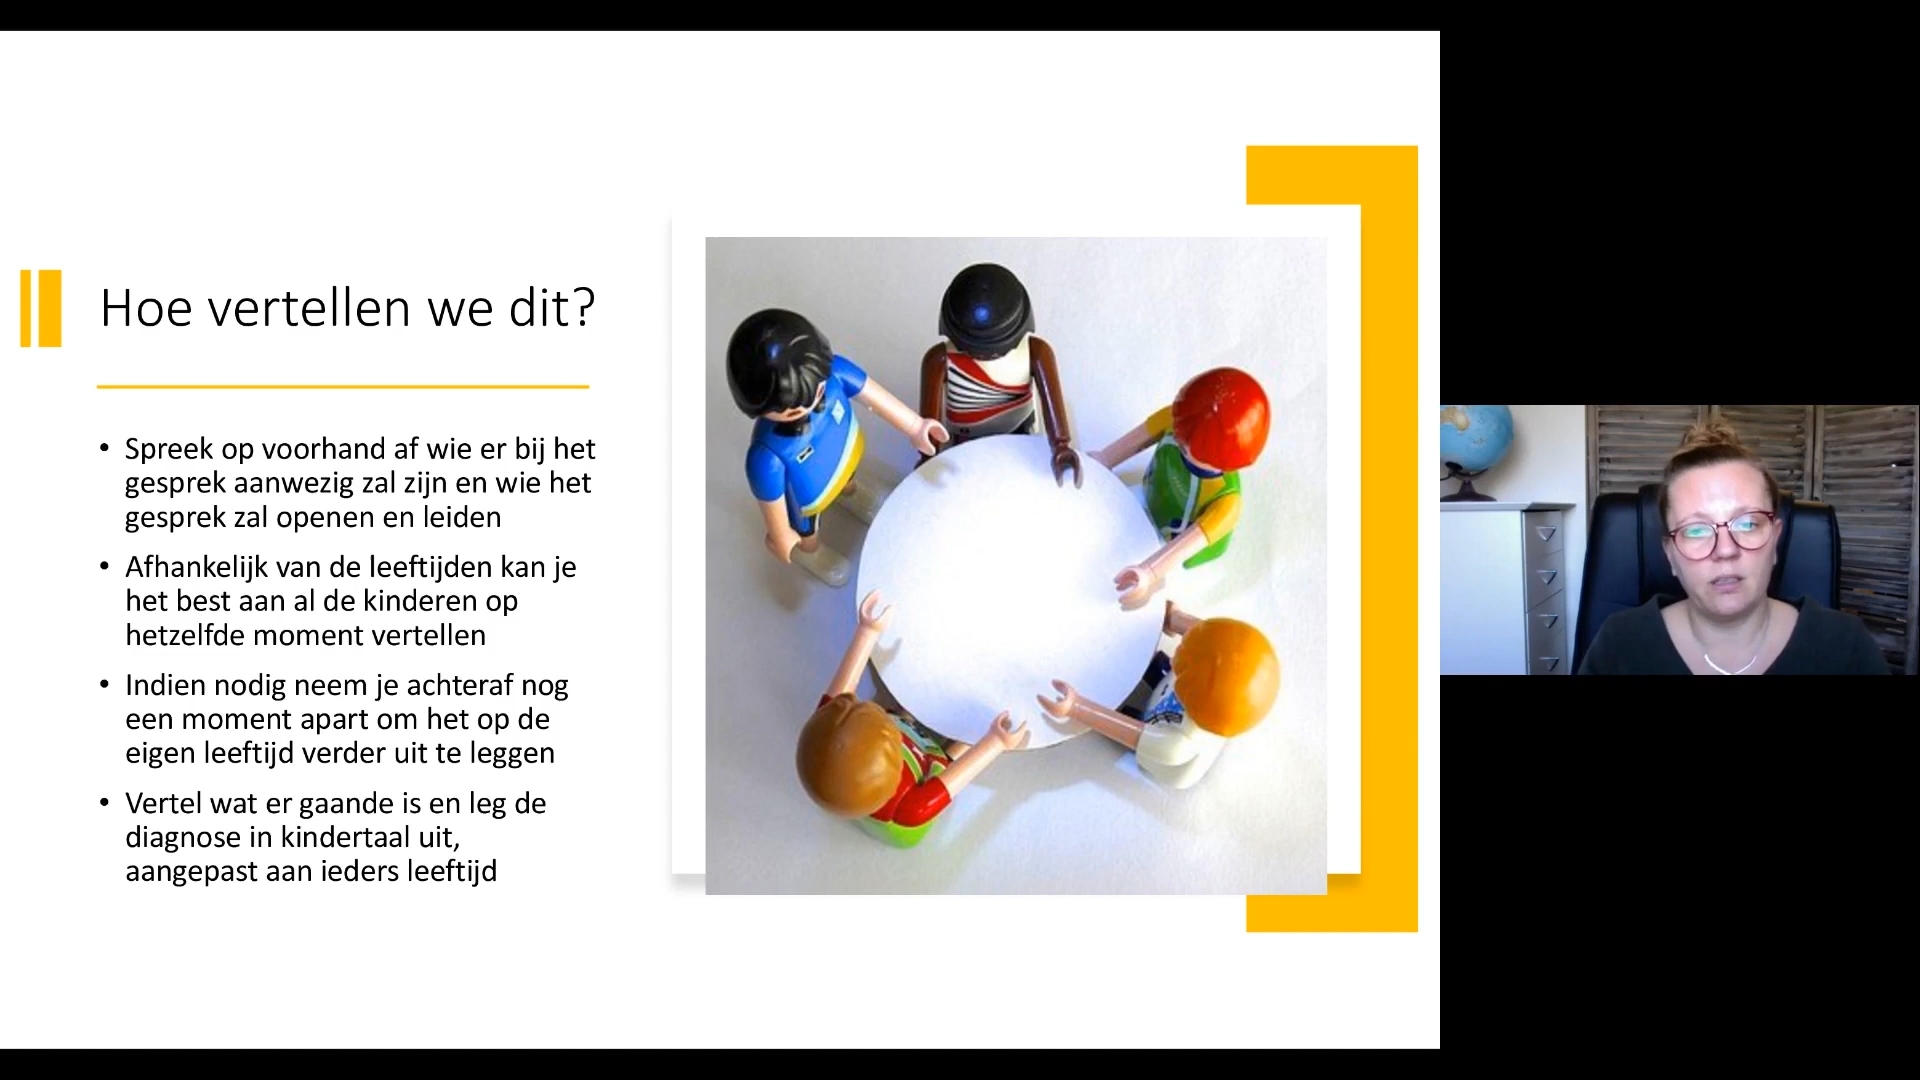 Hoe vertellen we dit?
• Spreek op voorhand af wie er bij het
gesprek aanwezig zal zijn en wie het
gesprek zal openen en leiden
• Afhankelijk van de leeftijden kan je
het best aan al de kinderen op
hetzelfde moment vertellen
• Indien nodig neem je achteraf nog
een moment apart om het op de
eigen leeftijd verder uit te leggen
• Vertel wat er gaande is en leg de
diagnose in kindertaal uit,
aangepast aan ieders leeftijd